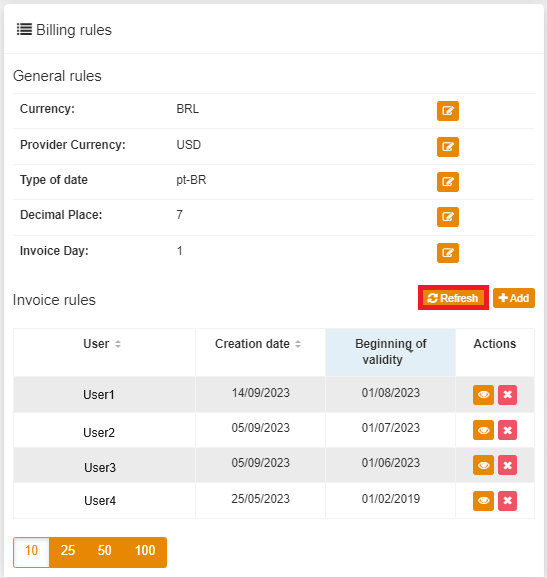 Billing rules
General rules
Currency: BRL
Provider Currency: USD
Type of date pt-BR
Decimal Place: 7
Invoice Day: 1
Invoice rules Refresh Add
User Creation date Beginning of validity Actions
User1 14/09/2023 01/08/2023
User2 05/09/2023 01/07/2023
User3 05/09/2023 01/06/2023
User4 25/05/2023 01/02/2019
10 25 50 100